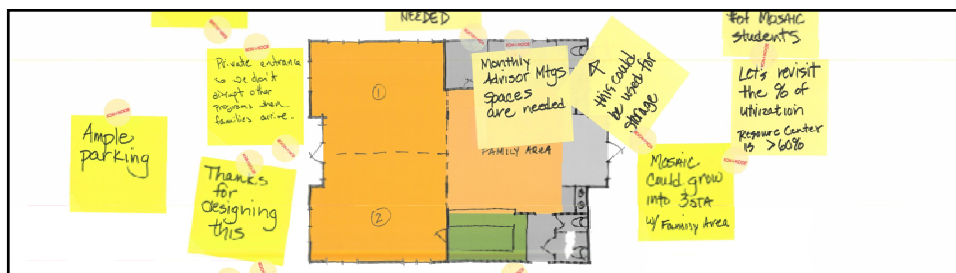 NEEDED
# of MOSAIC
students
Private entrance
so we don't
disrupt other
programs when
families arrive.
Monthly
Advisor Mtgs
Spaces
are needed
this could
be used for
storage
Let's revisit
the % of
utilization
Resource Center
is >60%
Ample
parking
Thanks
for
designing
this
MOSAIC
could grow
into 3STA
w/ Family Area
①
FAMILY AREA
②